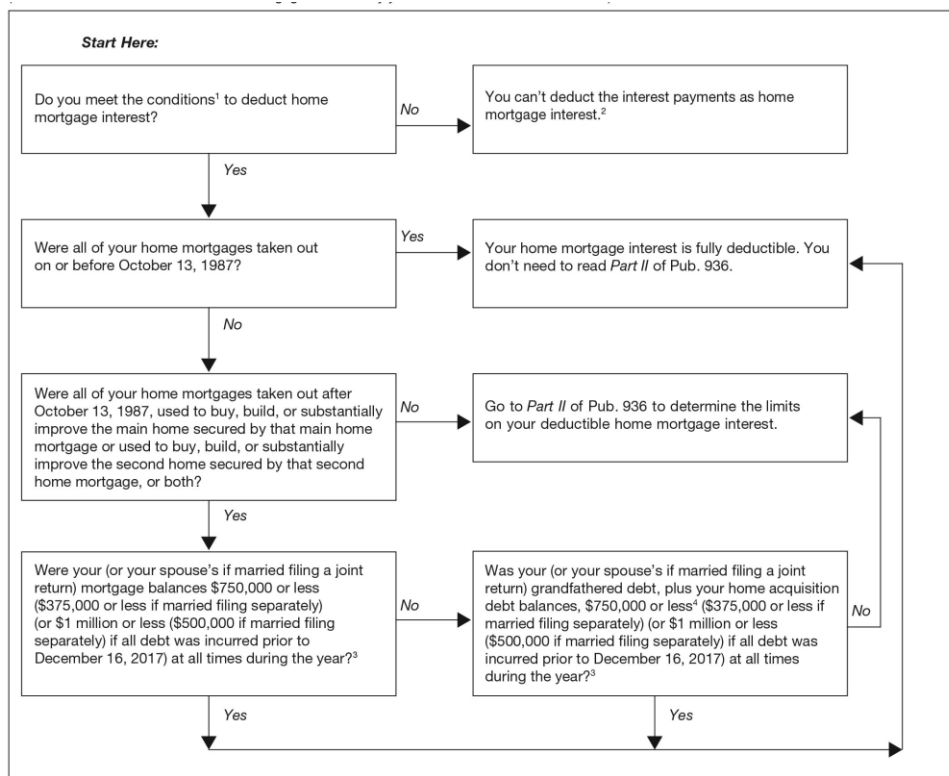 Start Here:
Do you meet the conditions¹ to deduct home
mortgage interest?
No
You can't deduct the interest payments as home
mortgage interest.²
Yes
Were all of your home mortgages taken out
on or before October 13, 1987?
Yes
Your home mortgage interest is fully deductible. You
don't need to read Part II of Pub. 936.
No
Were all of your home mortgages taken out after
October 13, 1987, used to buy, build, or substantially
improve the main home secured by that main home
mortgage or used to buy, build, or substantially
improve the second home secured by that second
home mortgage, or both?
No
Go to Part II of Pub. 936 to determine the limits
on your deductible home mortgage interest.
Yes
Were your (or your spouse's if married filing a joint
return) mortgage balances $750,000 or less
($375,000 or less if married filing separately)
(or $1 million or less ($500,000 if married filing
separately) if all debt was incurred prior to
December 16, 2017) at all times during the year?³
No
Was your (or your spouse's if married filing a joint
return) grandfathered debt, plus your home acquisition
debt balances, $750,000 or less⁴ ($375,000 or less if
married filing separately) (or $1 million or less
($500,000 if married filing separately) if all debt was
incurred prior to December 16, 2017) at all times
during the year?³
No
Yes
Yes